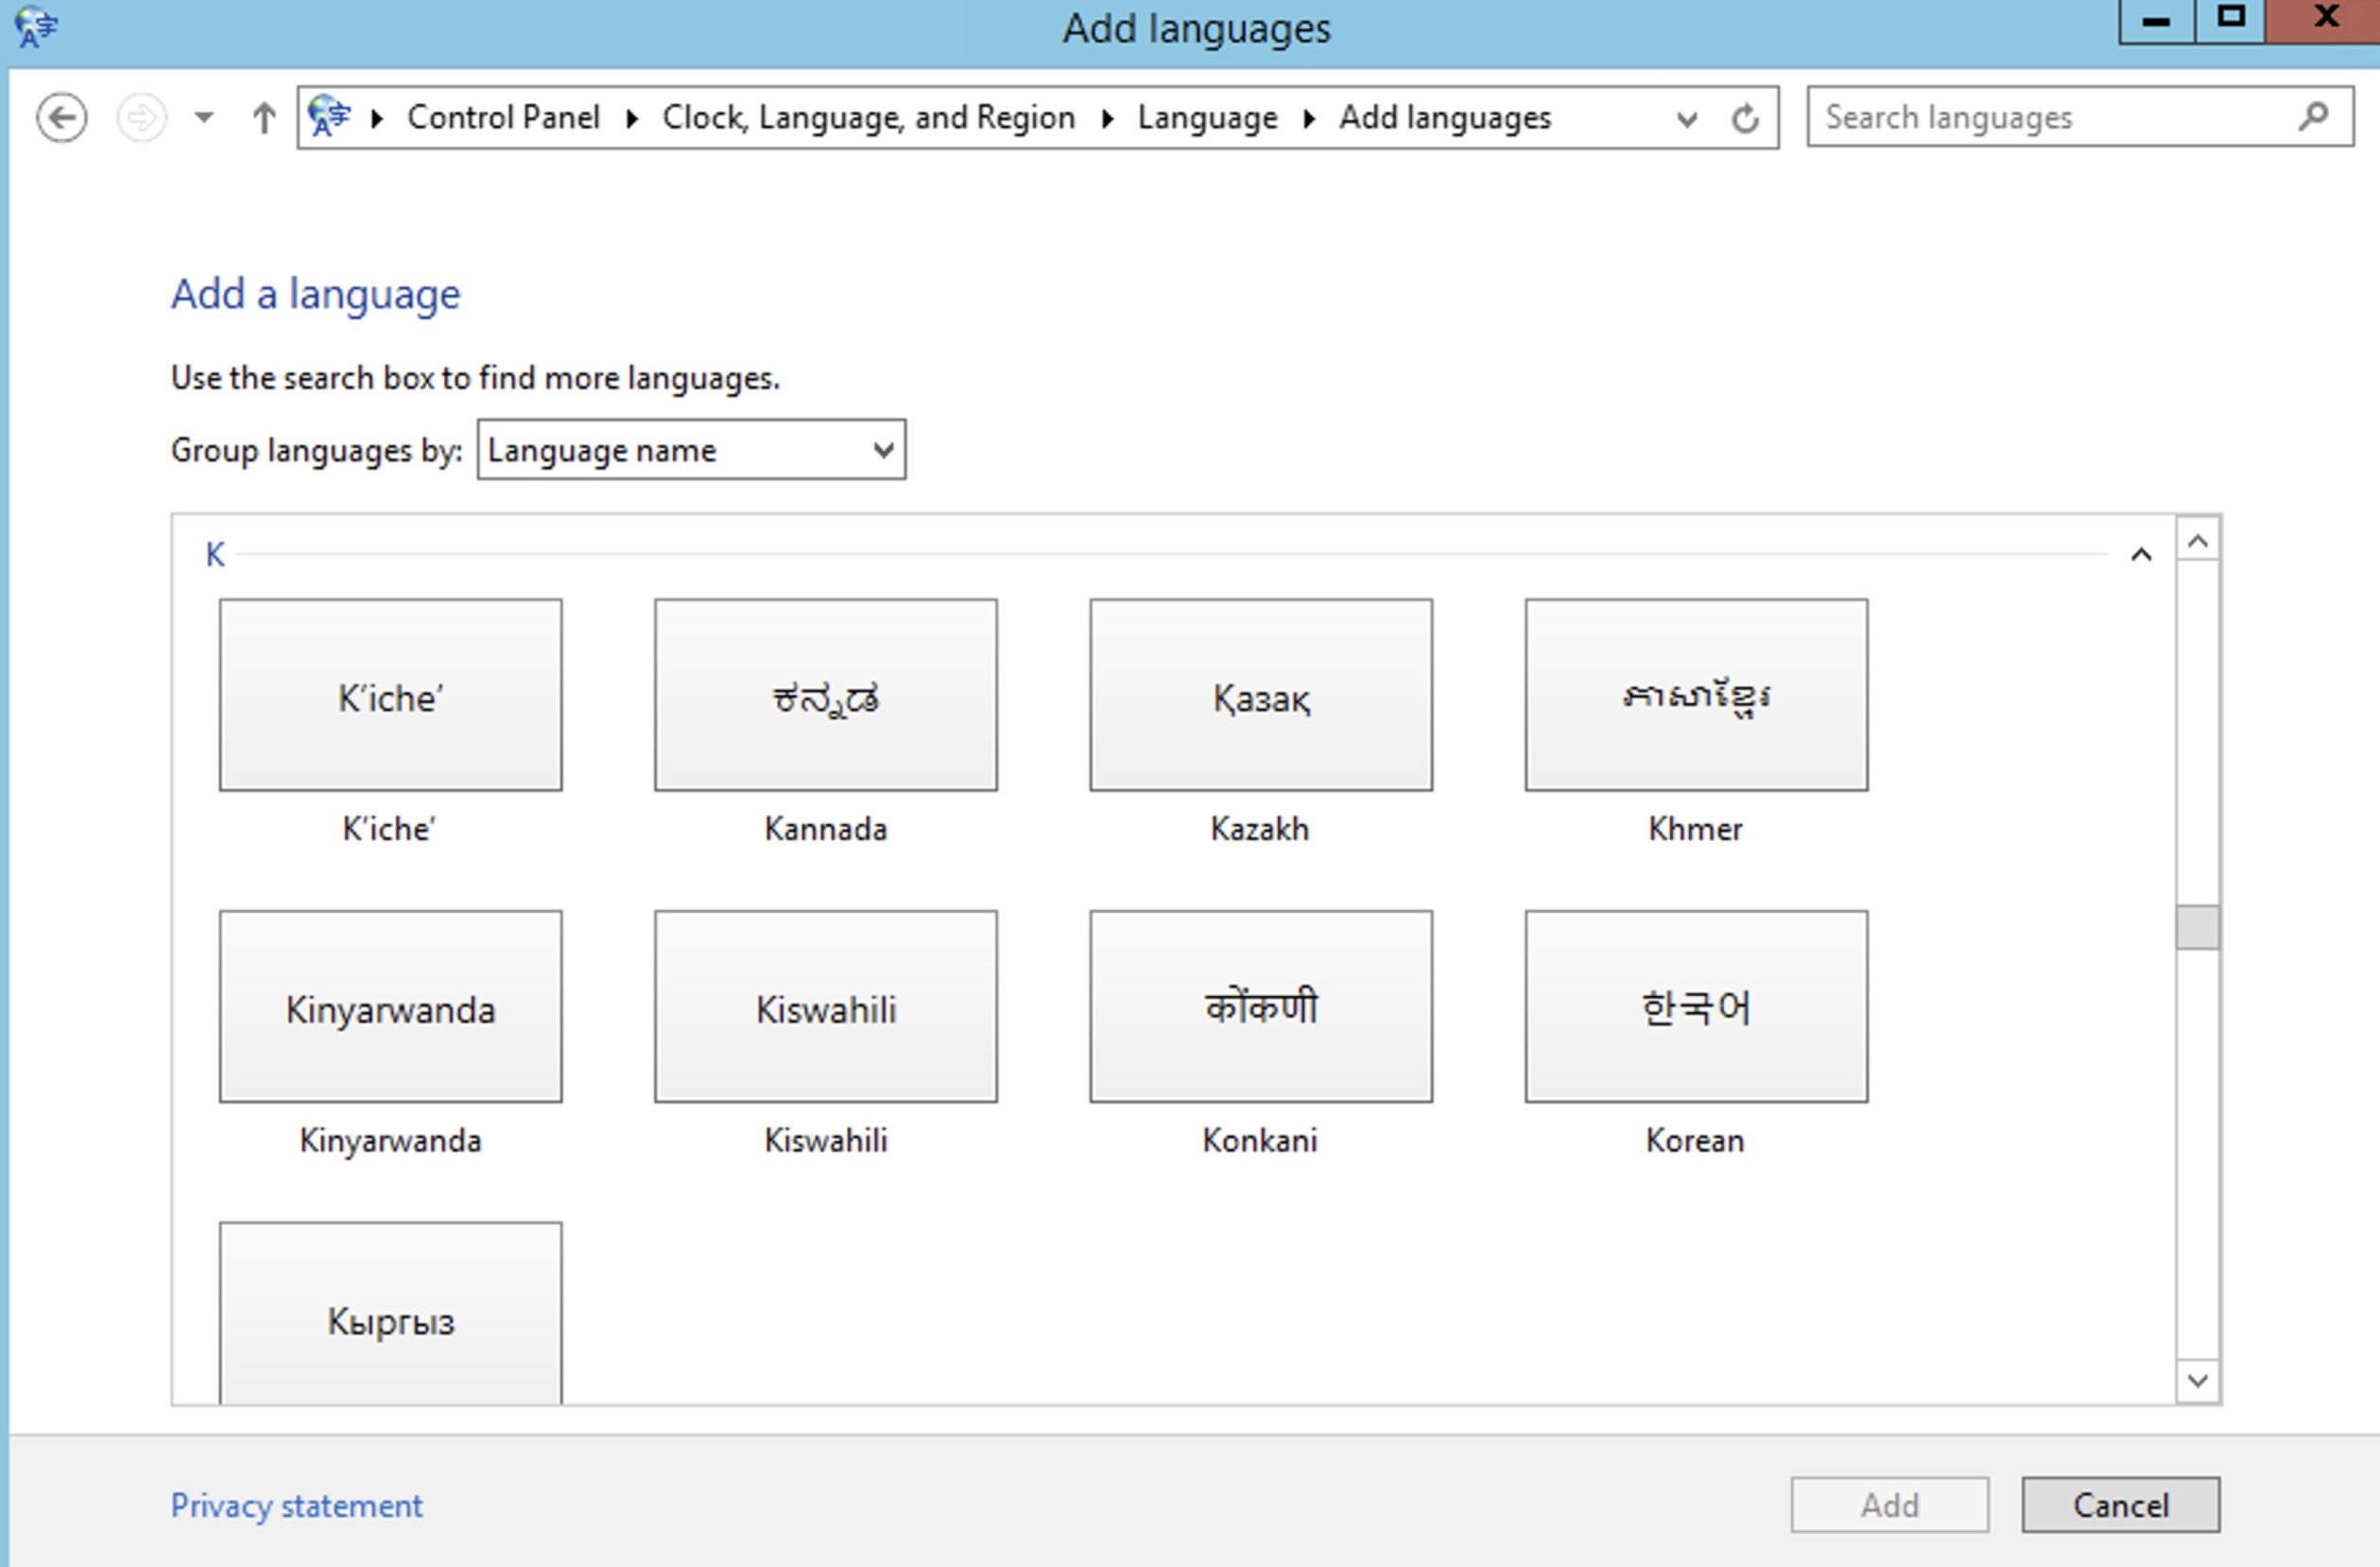 Add languages
Control Panel Clock, Language, and Region Language Add languages Search languages
Add a language
Use the search box to find more languages.
Group languages by: Language name
K
K’iche’ ಕನ್ನಡ Қазақ ភាសាខ្មែរ
K’iche’ Kannada Kazakh Khmer
Kinyarwanda Kiswahili कोंकणी 한국어
Kinyarwanda Kiswahili Konkani Korean
Кыргыз
Privacy statement Add Cancel